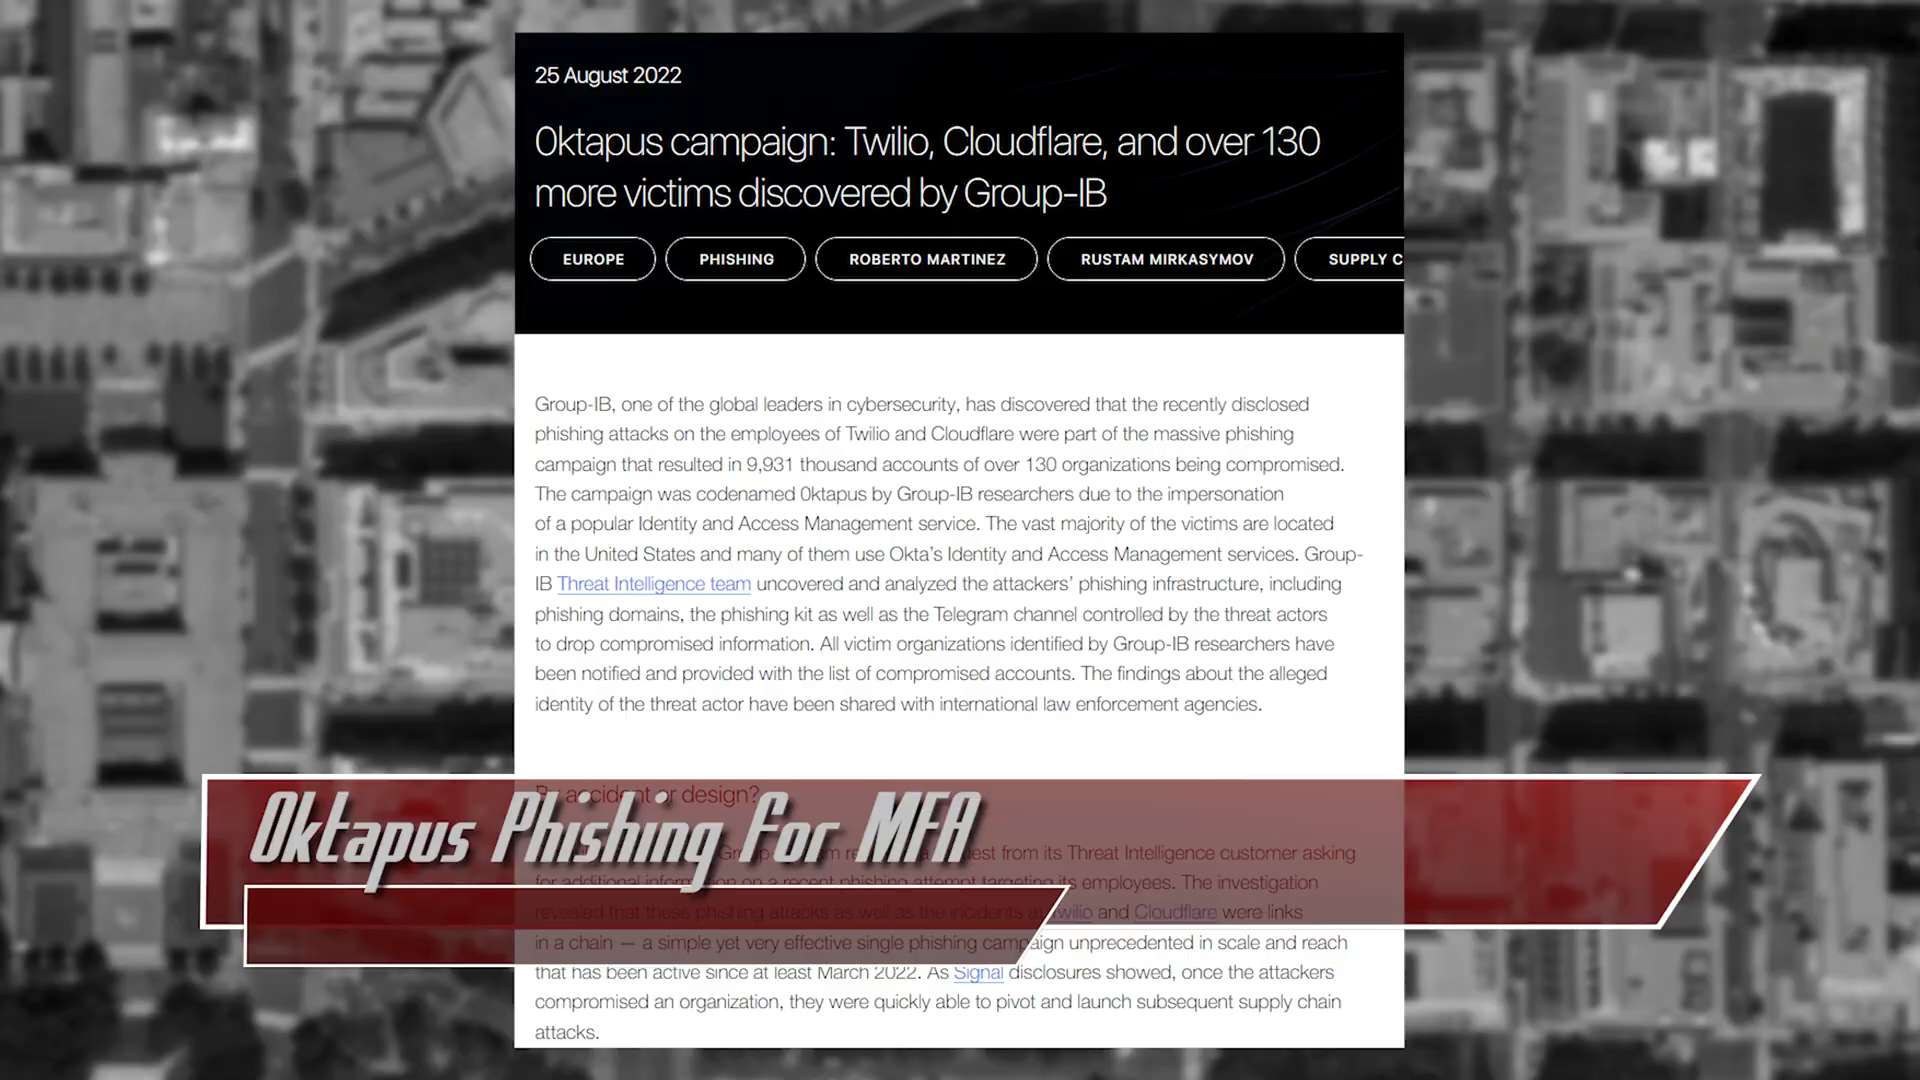 25 August 2022
0ktapus campaign: Twilio, Cloudflare, and over 130
more victims discovered by Group-IB
EUROPE
PHISHING
ROBERTO MARTINEZ
RUSTAM MIRKASYMOV
SUPPLY C
Group-IB, one of the global leaders in cybersecurity, has discovered that the recently disclosed
phishing attacks on the employees of Twilio and Cloudflare were part of the massive phishing
campaign that resulted in 9,931 thousand accounts of over 130 organizations being compromised.
The campaign was codenamed 0ktapus by Group-IB researchers due to the impersonation
of a popular Identity and Access Management service. The vast majority of the victims are located
in the United States and many of them use Okta's Identity and Access Management services. Group-
IB Threat Intelligence team uncovered and analyzed the attackers' phishing infrastructure, including
phishing domains, the phishing kit as well as the Telegram channel controlled by the threat actors
to drop compromised information. All victim organizations identified by Group-IB researchers have
been notified and provided with the list of compromised accounts. The findings about the alleged
identity of the threat actor have been shared with international law enforcement agencies.
By accident or design?
0ktapus Phishing For MFA
from its Threat Intelligence customer asking
for additional information on a recent phishing attempt targeting its employees. The investigation
revealed that these phishing attacks as well as the incidents at Twilio and Cloudflare were links
in a chain — a simple yet very effective single phishing campaign unprecedented in scale and reach
that has been active since at least March 2022. As Signal disclosures showed, once the attackers
compromised an organization, they were quickly able to pivot and launch subsequent supply chain
attacks.